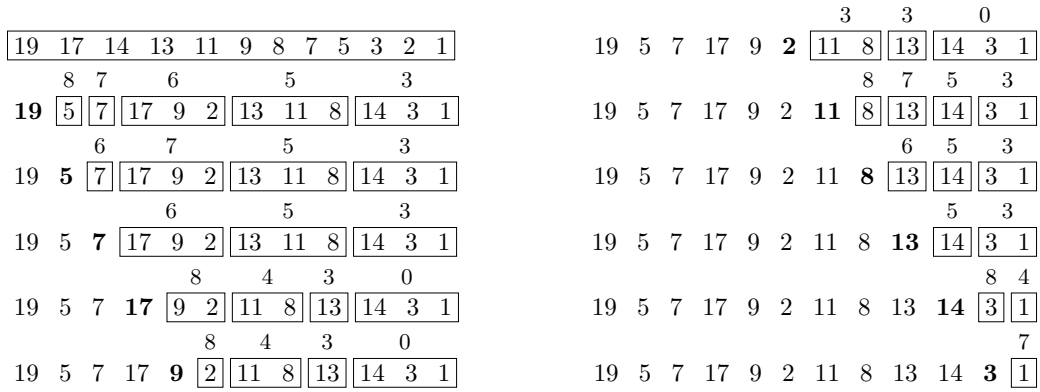 19 17 14 13 11 9 8 7 5 3 2 1
8 7 6 5 3
19 5 7 17 9 2 13 11 8 14 3 1
6 7 5 3
19 5 7 17 9 2 13 11 8 14 3 1
6 5 3
19 5 7 17 9 2 13 11 8 14 3 1
8 4 3 0
19 5 7 17 9 2 11 8 13 14 3 1
8 4 3 0
19 5 7 17 9 2 11 8 13 14 3 1
3 3 0
19 5 7 17 9 2 11 8 13 14 3 1
8 7 5 3
19 5 7 17 9 2 11 8 13 14 3 1
6 5 3
19 5 7 17 9 2 11 8 13 14 3 1
5 3
19 5 7 17 9 2 11 8 13 14 3 1
8 4
19 5 7 17 9 2 11 8 13 14 3 1
7
19 5 7 17 9 2 11 8 13 14 3 1